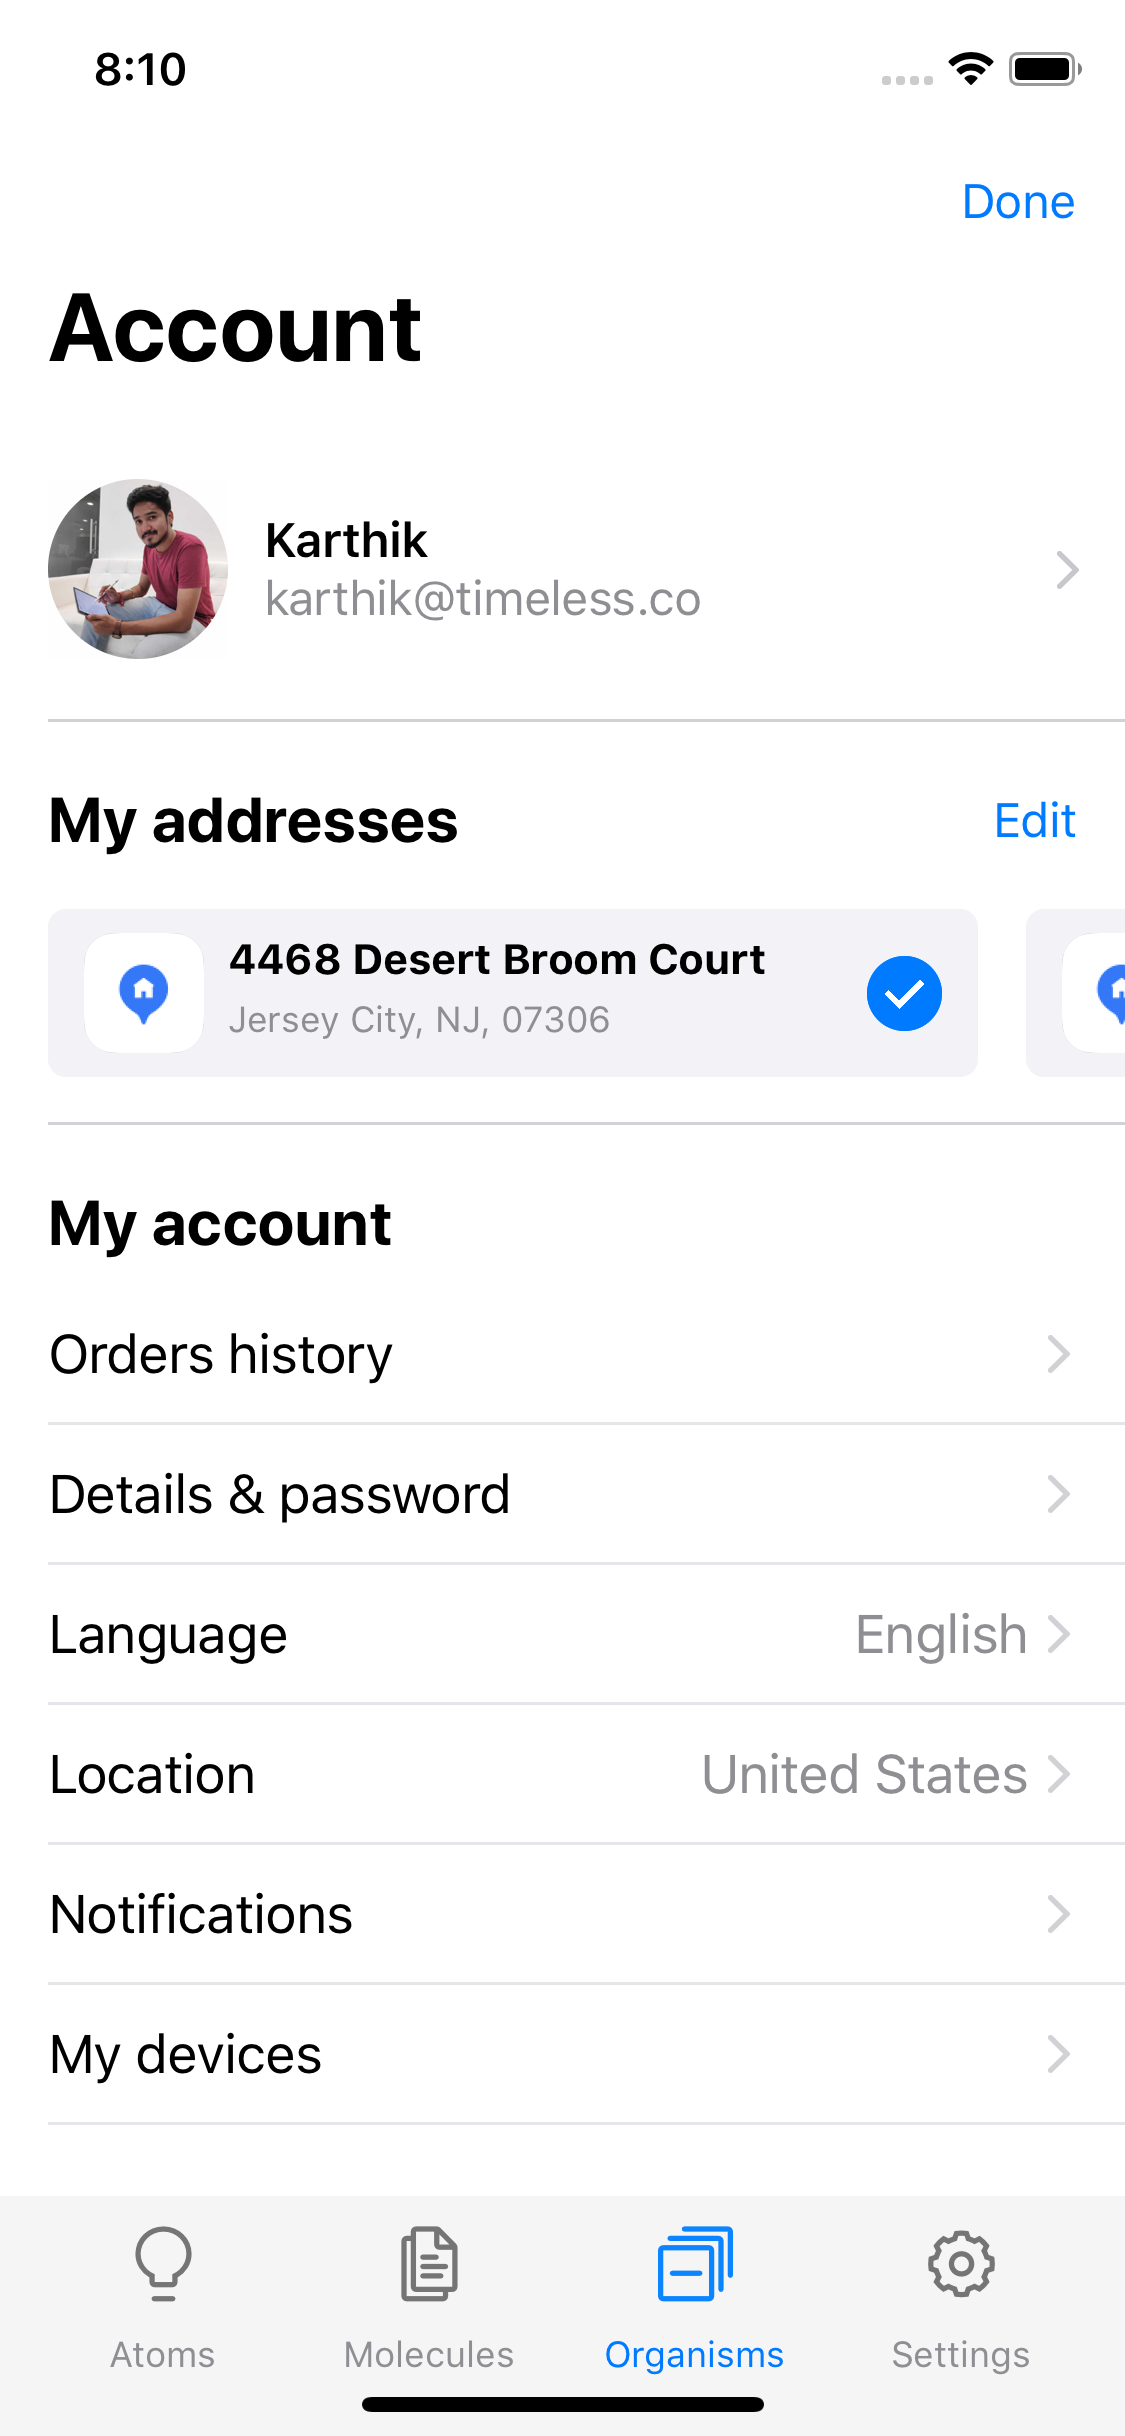 8:10
Done
Account
Karthik
karthik@timeless.co
My addresses
Edit
4468 Desert Broom Court
Jersey City, NJ, 07306
My account
Orders history
Details & password
Language
English
Location
United States
Notifications
My devices
Atoms
Molecules
Organisms
Settings